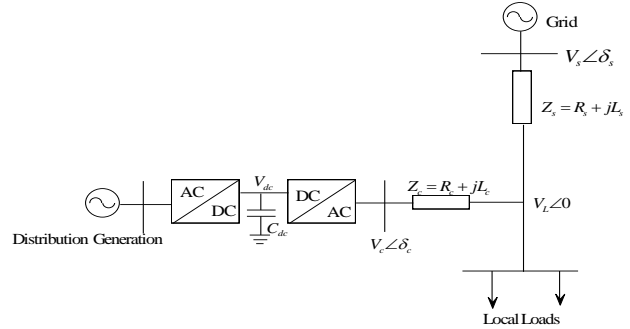 Grid
V_s∠δ_s
Z_s = R_s + jL_s
AC
DC
V_dc
C_dc
DC
AC
Z_c = R_c + jL_c
V_c∠δ_c
V_L∠0
Distribution Generation
Local Loads